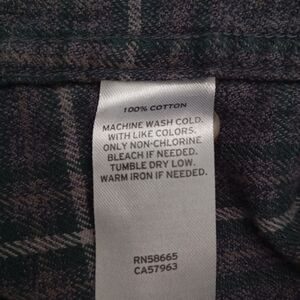 100% COTTON
MACHINE WASH COLD.
WITH LIKE COLORS.
ONLY NON-CHLORINE
BLEACH IF NEEDED.
TUMBLE DRY LOW.
WARM IRON IF NEEDED.
RN58665
CA57963